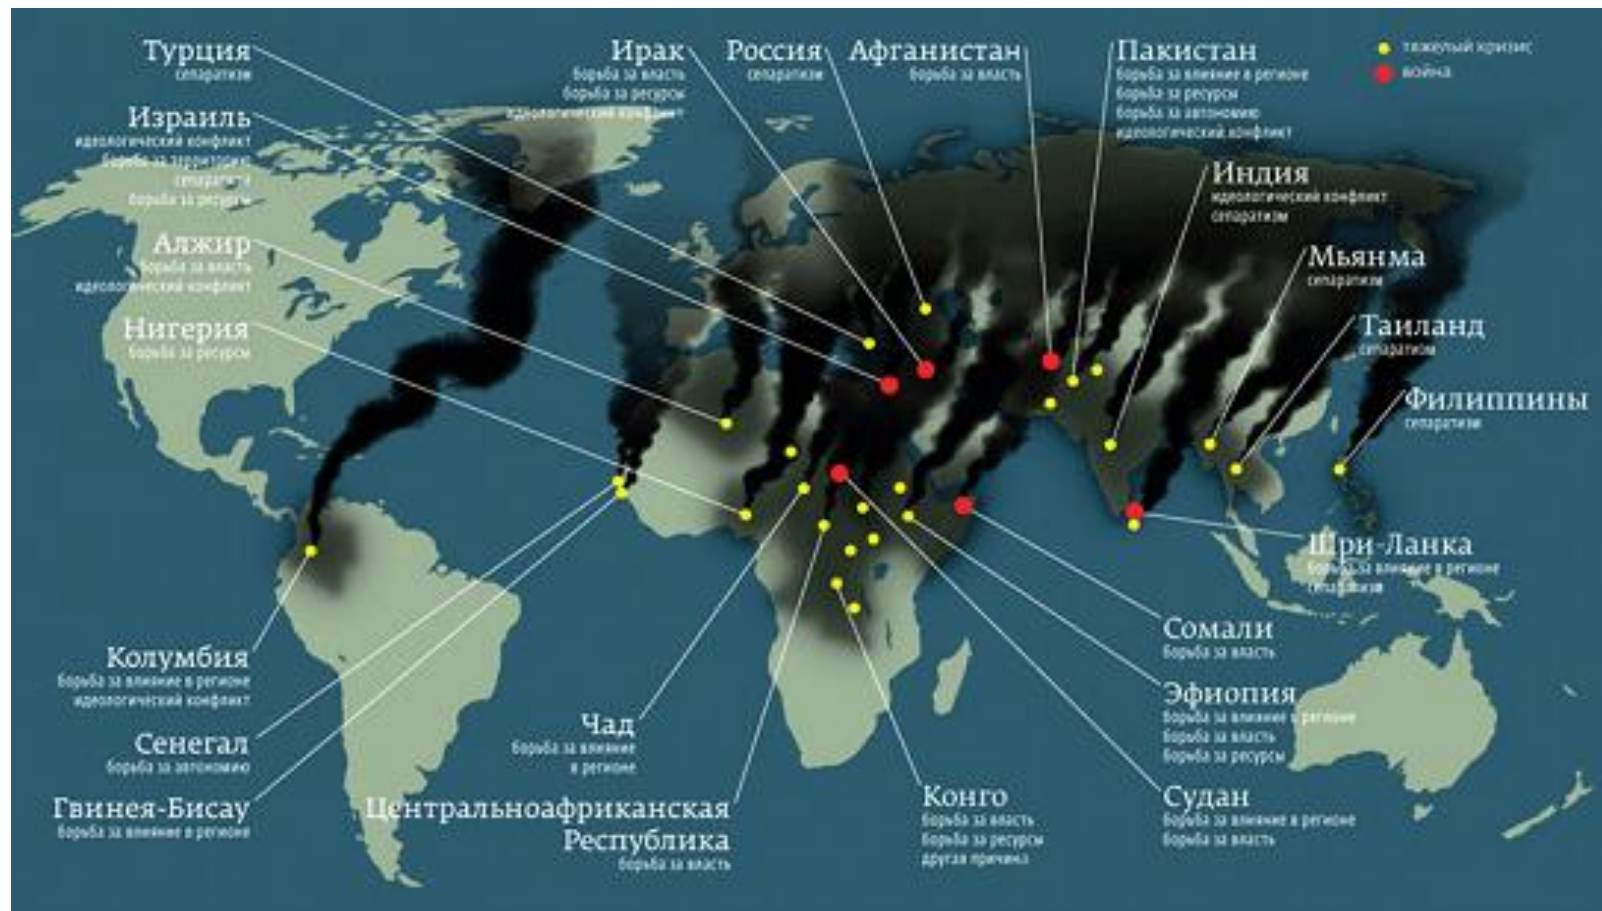 Турция
сепаратизм
Израиль
идеологический конфликт
борьба за территорию
сепаратизм
борьба за ресурсы
Алжир
борьба за власть
идеологический конфликт
Нигерия
борьба за ресурсы
Ирак
борьба за власть
борьба за ресурсы
идеологический конфликт
Россия
сепаратизм
Афганистан
борьба за власть
Пакистан
борьба за влияние в регионе
борьба за ресурсы
борьба за автономию
идеологический конфликт
тяжелый кризис
война
Индия
идеологический конфликт
сепаратизм
Мьянма
сепаратизм
Таиланд
сепаратизм
Филиппины
сепаратизм
Шри-Ланка
борьба за влияние в регионе
сепаратизм
Колумбия
борьба за влияние в регионе
идеологический конфликт
Сенегал
борьба за автономию
Гвинея-Бисау
борьба за влияние в регионе
Чад
борьба за влияние
в регионе
Центральноафриканская
Республика
борьба за власть
Конго
борьба за власть
борьба за ресурсы
другая причина
Сомали
борьба за власть
Эфиопия
борьба за влияние в регионе
борьба за власть
борьба за ресурсы
Судан
борьба за влияние в регионе
борьба за власть